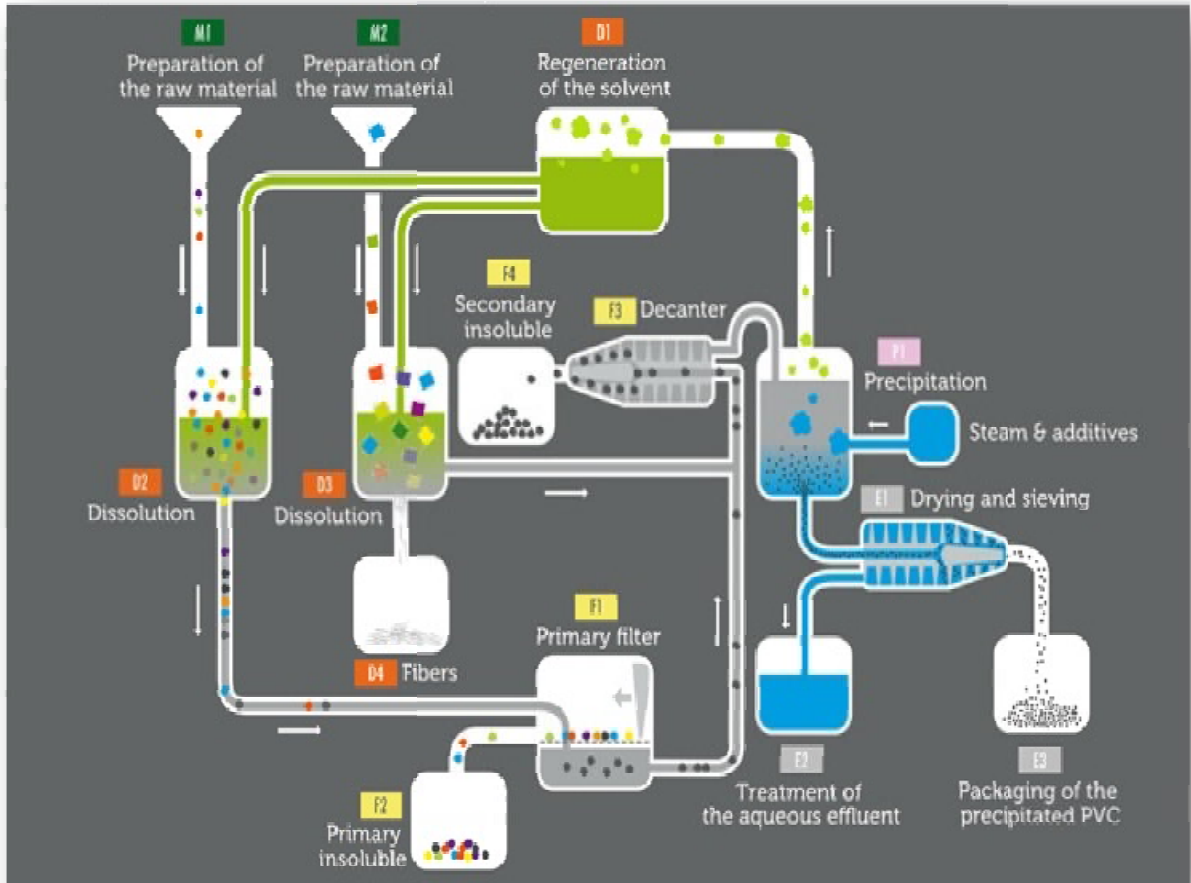 M1
Preparation of
the raw material
M2
Preparation of
the raw material
D1
Regeneration
of the solvent
F4
Secondary
insoluble
F3 Decanter
P1
Precipitation
Steam & additives
D2
Dissolution
D3
Dissolution
E1 Drying and sieving
F1
Primary filter
D4 Fibers
F2
Primary
insoluble
E2
Treatment of
the aqueous effluent
E3
Packaging of the
precipitated PVC